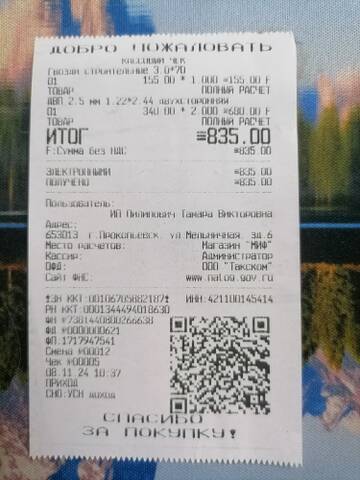 ДОБРО ПОЖАЛОВАТЬ
КАССОВЫЙ ЧЕК
Гвозди строительные 3.0*70
01 155.00 * 1.000 =155.00 F
ТОВАР ПОЛНЫЙ РАСЧЕТ
ДВП 2.5 мм 1.22*2.44 двухсторонняя
01 340.00 * 2.000 =680.00 F
ТОВАР ПОЛНЫЙ РАСЧЕТ
ИТОГ =835.00
F:Сумма без НДС =835.00
ЭЛЕКТРОННЫМИ =835.00
ПОЛУЧЕНО =835.00
Пользователь:
ИП Пилипович Тамара Викторовна
Адрес:
653013 г.Прокопьевск ул.Мельничная зд.6
Место расчетов: Магазин "МИФ"
Кассир: Администратор
ОФД: ООО "Такском"
Сайт ФНС: www.nalog.gov.ru
*ЗН ККТ:00106705882187* ИНН:421100145414
РН ККТ:0001344494018630
ФН #7381440800266638
ФД #0000000621
ФП:1717947541
Смена #00012
Чек #00005
08.11.24 10:37
ПРИХОД
СНО:УСН доход
СПАСИБО
ЗА ПОКУПКУ!